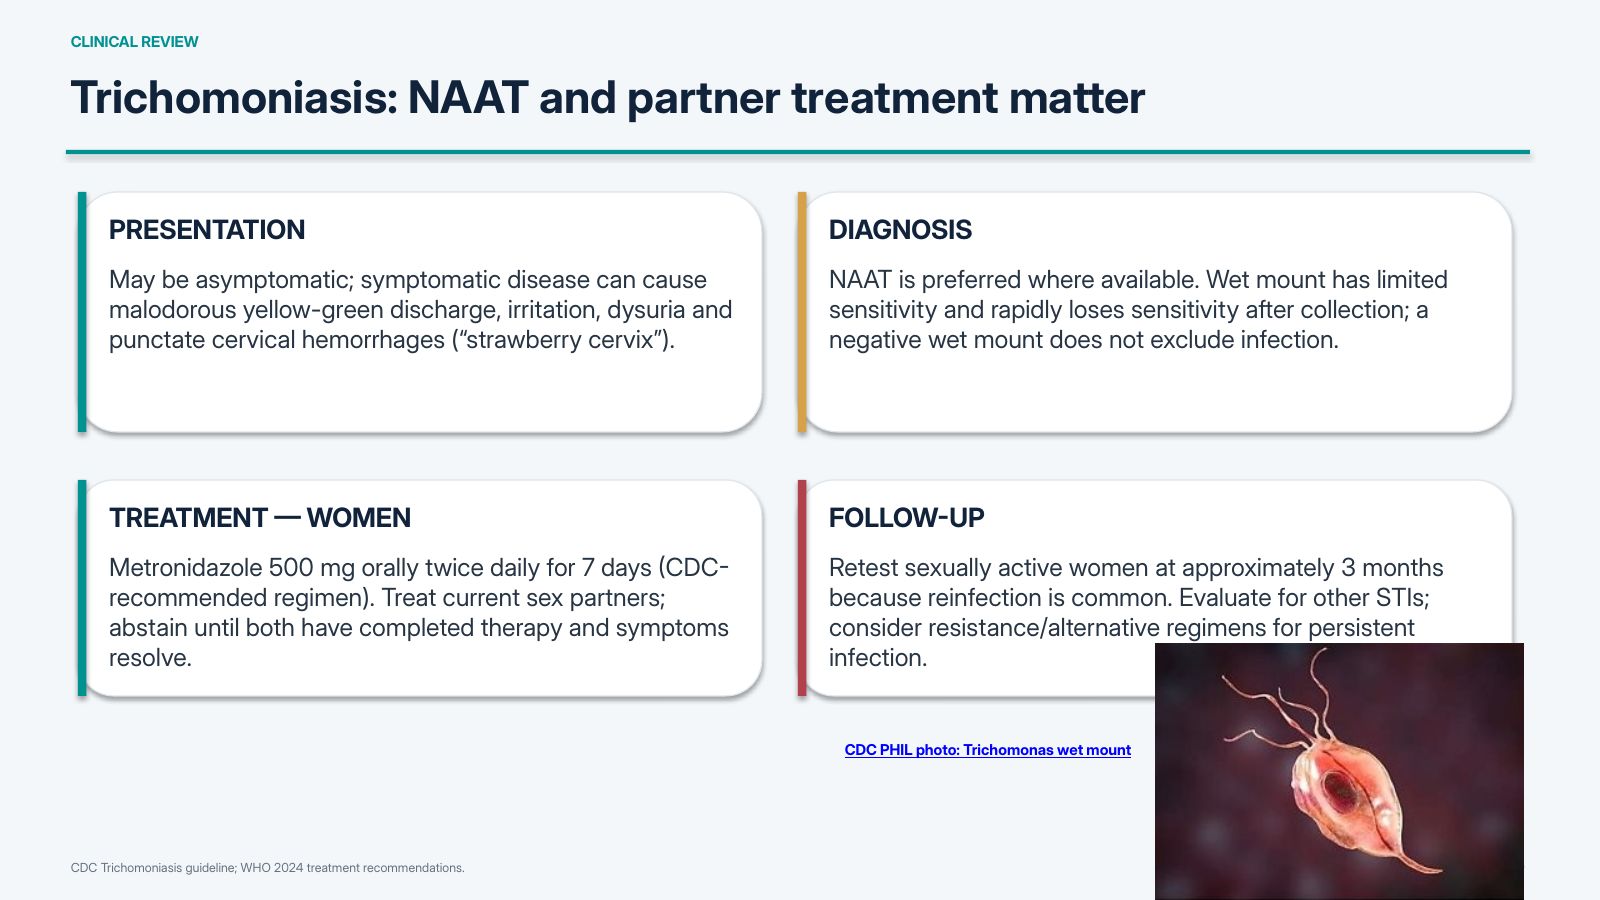 CLINICAL REVIEW
Trichomoniasis: NAAT and partner treatment matter
PRESENTATION
May be asymptomatic; symptomatic disease can cause
malodorous yellow-green discharge, irritation, dysuria and
punctate cervical hemorrhages (“strawberry cervix”).
DIAGNOSIS
NAAT is preferred where available. Wet mount has limited
sensitivity and rapidly loses sensitivity after collection; a
negative wet mount does not exclude infection.
TREATMENT — WOMEN
Metronidazole 500 mg orally twice daily for 7 days (CDC-
recommended regimen). Treat current sex partners;
abstain until both have completed therapy and symptoms
resolve.
FOLLOW-UP
Retest sexually active women at approximately 3 months
because reinfection is common. Evaluate for other STIs;
consider resistance/alternative regimens for persistent
infection.
CDC PHIL photo: Trichomonas wet mount
CDC Trichomoniasis guideline; WHO 2024 treatment recommendations.